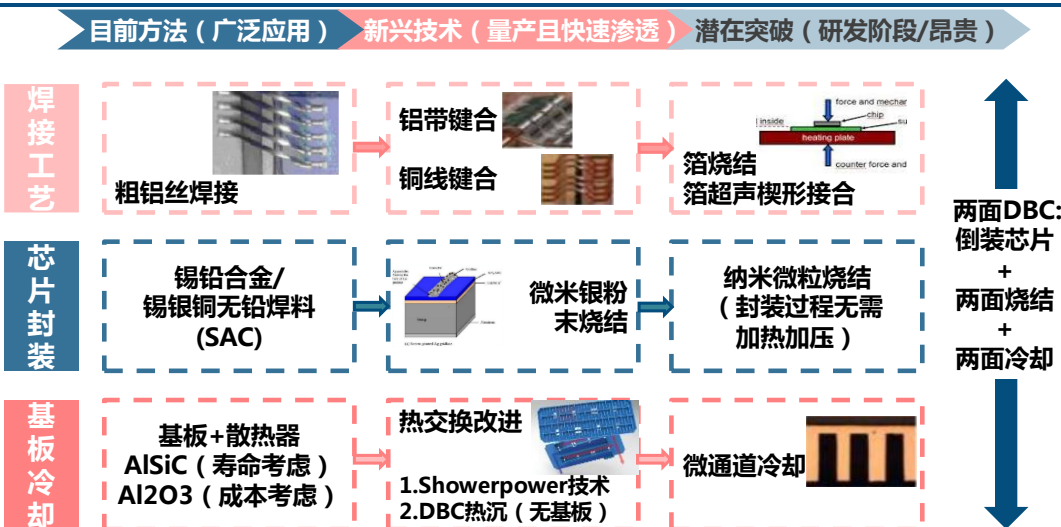 目前方法（广泛应用）
新兴技术（量产且快速渗透）
潜在突破（研发阶段/昂贵）
焊接工艺
粗铝丝焊接
铝带键合
铜线键合
force and mechar
chip
l inside
su
heating plate
counter force and
箔烧结
箔超声楔形接合
芯片封装
锡铅合金/
锡银铜无铅焊料
(SAC)
微米银粉
末烧结
纳米微粒烧结
（封装过程无需
加热加压）
基板冷却
基板+散热器
AlSiC（寿命考虑）
Al2O3（成本考虑）
热交换改进
1.Showerpower技术
2.DBC热沉（无基板）
微通道冷却
两面DBC:
倒装芯片
+
两面烧结
+
两面冷却